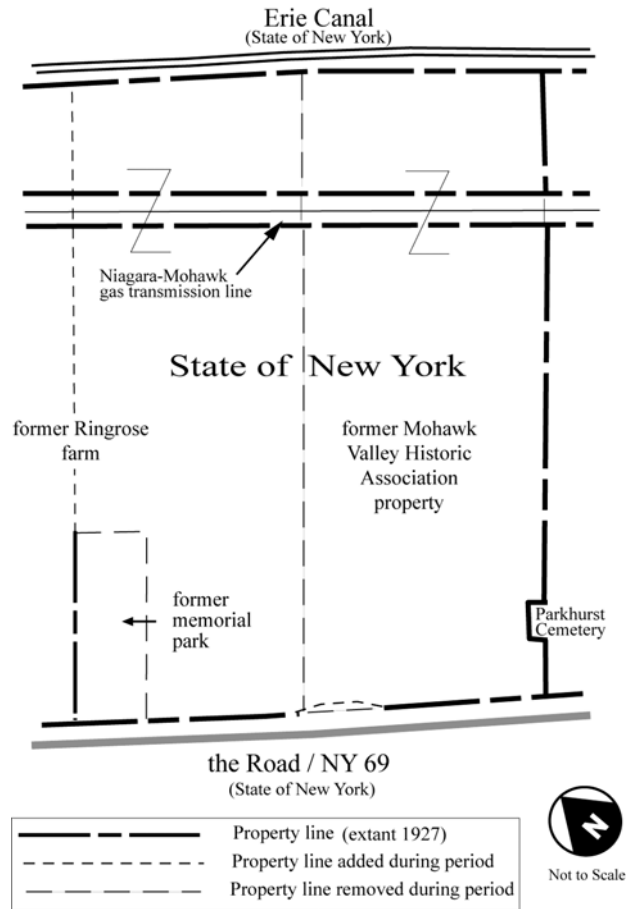 Erie Canal
(State of New York)
Niagara-Mohawk
gas transmission line
State of New York
former Ringrose
farm
former Mohawk
Valley Historic
Association
property
former
memorial
park
Parkhurst
Cemetery
the Road / NY 69
(State of New York)
Property line (extant 1927)
Property line added during period
Property line removed during period
N
Not to Scale